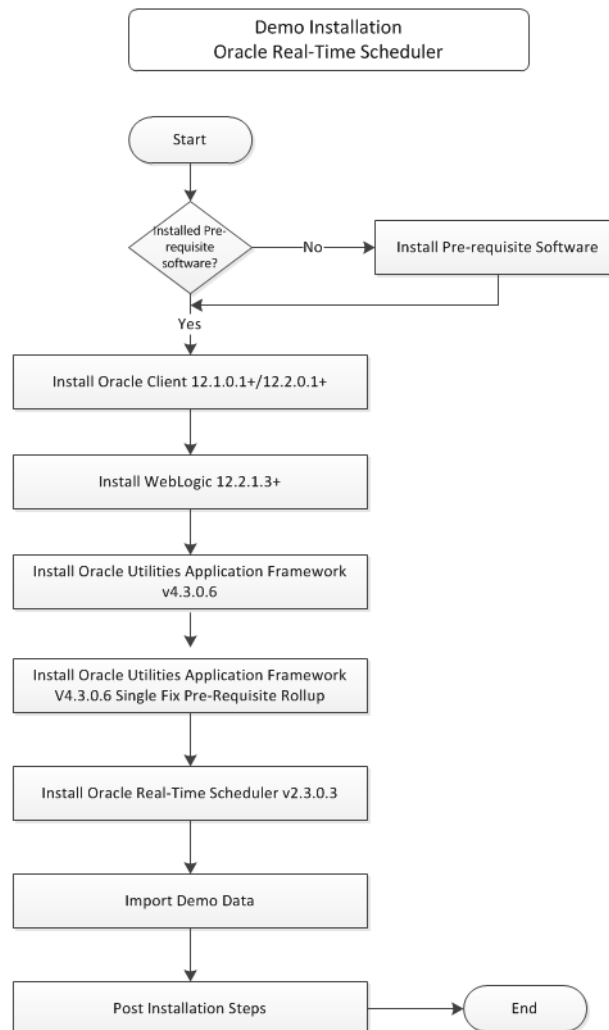 Demo Installation
Oracle Real-Time Scheduler
Start
Installed Pre-
requisite
software?
No
Install Pre-requisite Software
Yes
Install Oracle Client 12.1.0.1+/12.2.0.1+
Install WebLogic 12.2.1.3+
Install Oracle Utilities Application Framework
v4.3.0.6
Install Oracle Utilities Application Framework
V4.3.0.6 Single Fix Pre-Requisite Rollup
Install Oracle Real-Time Scheduler v2.3.0.3
Import Demo Data
Post Installation Steps
End